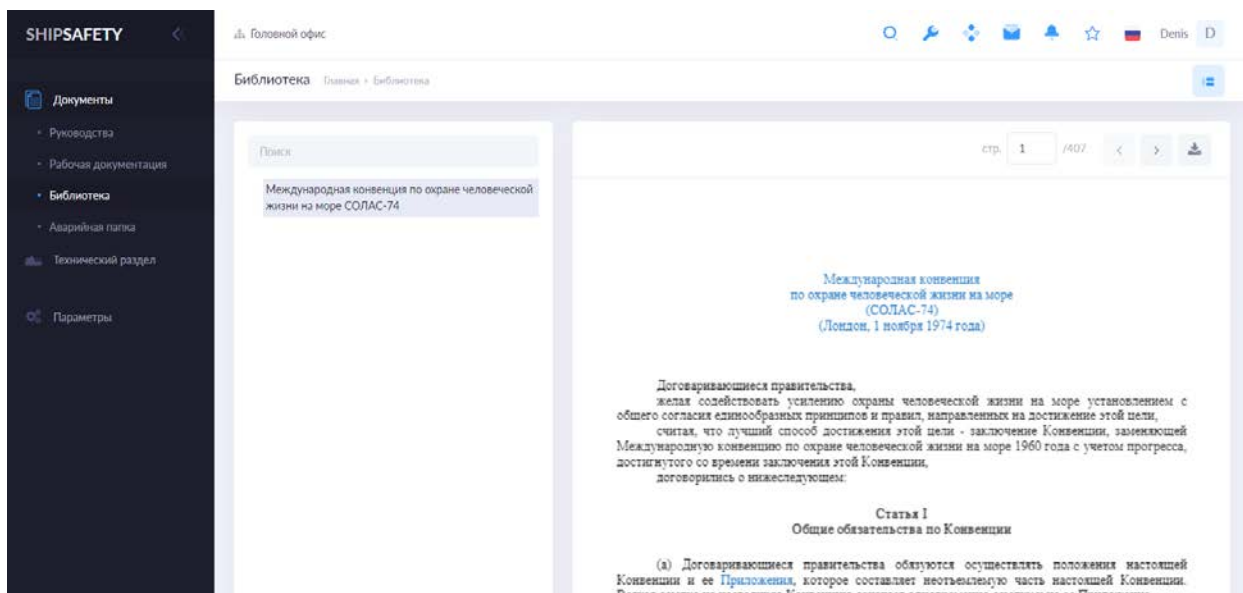 SHIPSAFETY
Головной офис
Denis D
Библиотека Главная Библиотека
Документы
Руководства
Рабочая документация
Библиотека
Аварийная папка
Технический раздел
Параметры
Поиск
Международная конвенция по охране человеческой
жизни на море СОЛАС-74
стр. 1 /407
Международная конвенция
по охране человеческой жизни на море
(СОЛАС-74)
(Лондон, 1 ноября 1974 года)
Договаривающиеся правительства,
желая содействовать усилению охраны человеческой жизни на море установлением с
общего согласия единообразных принципов и правил, направленных на достижение этой цели,
считая, что лучший способ достижения этой цели - заключение Конвенции, заменяющей
Международную конвенцию по охране человеческой жизни на море 1960 года с учетом прогресса,
достигнутого со времени заключения этой Конвенции,
договорились о нижеследующем:
Статья I
Общие обязательства по Конвенции
(a) Договаривающиеся правительства обязуются осуществлять положения настоящей
Конвенции и ее Приложения, которое составляет неотъемлемую часть настоящей Конвенции.